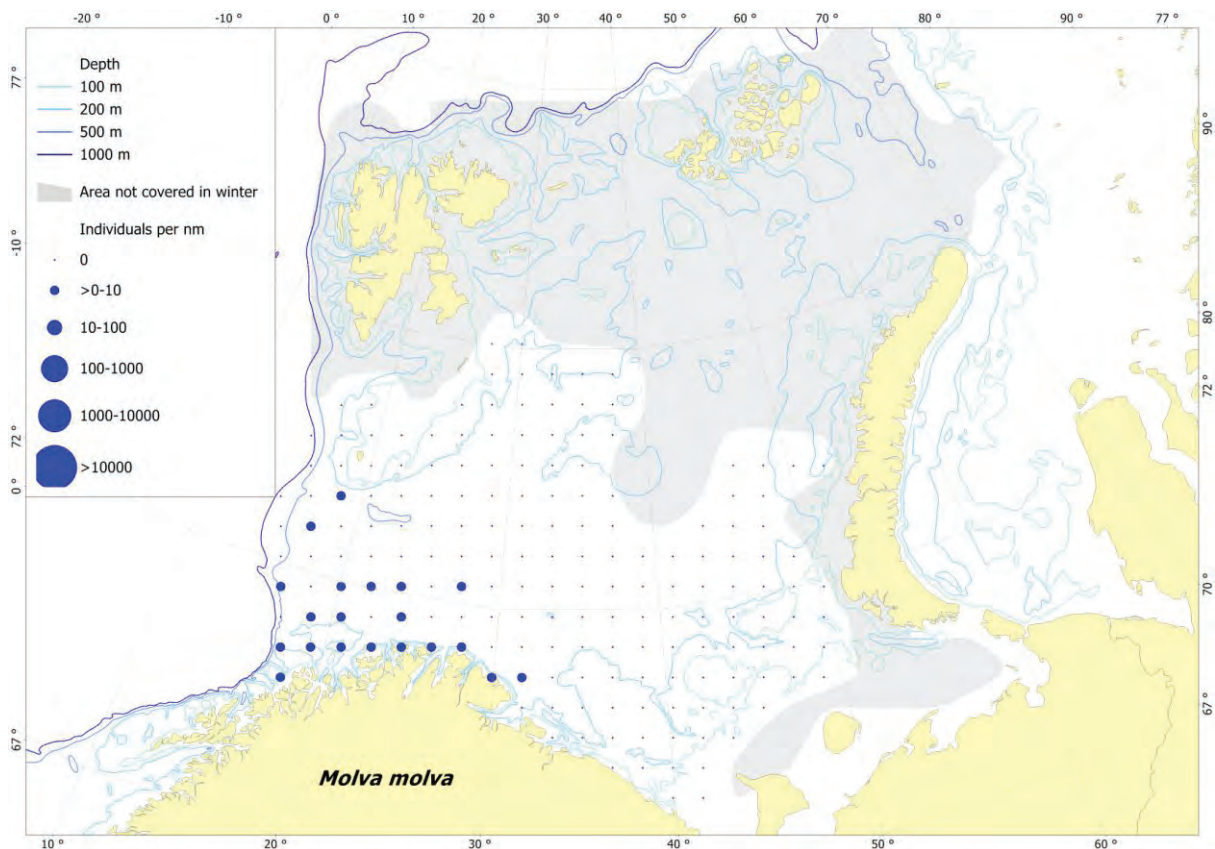 -20 ° -10 ° 0 ° 10 ° 20 ° 30 ° 40 ° 50 ° 60 ° 70 ° 80 ° 90 ° 77 °
77 °
-10 °
72 °
0 °
67 °
Depth
100 m
200 m
500 m
1000 m
Area not covered in winter
Individuals per nm
0
>0-10
10-100
100-1000
1000-10000
>10000
90 °
80 °
72 °
70 °
67 °
Molva molva
10 ° 20 ° 30 ° 40 ° 50 ° 60 °